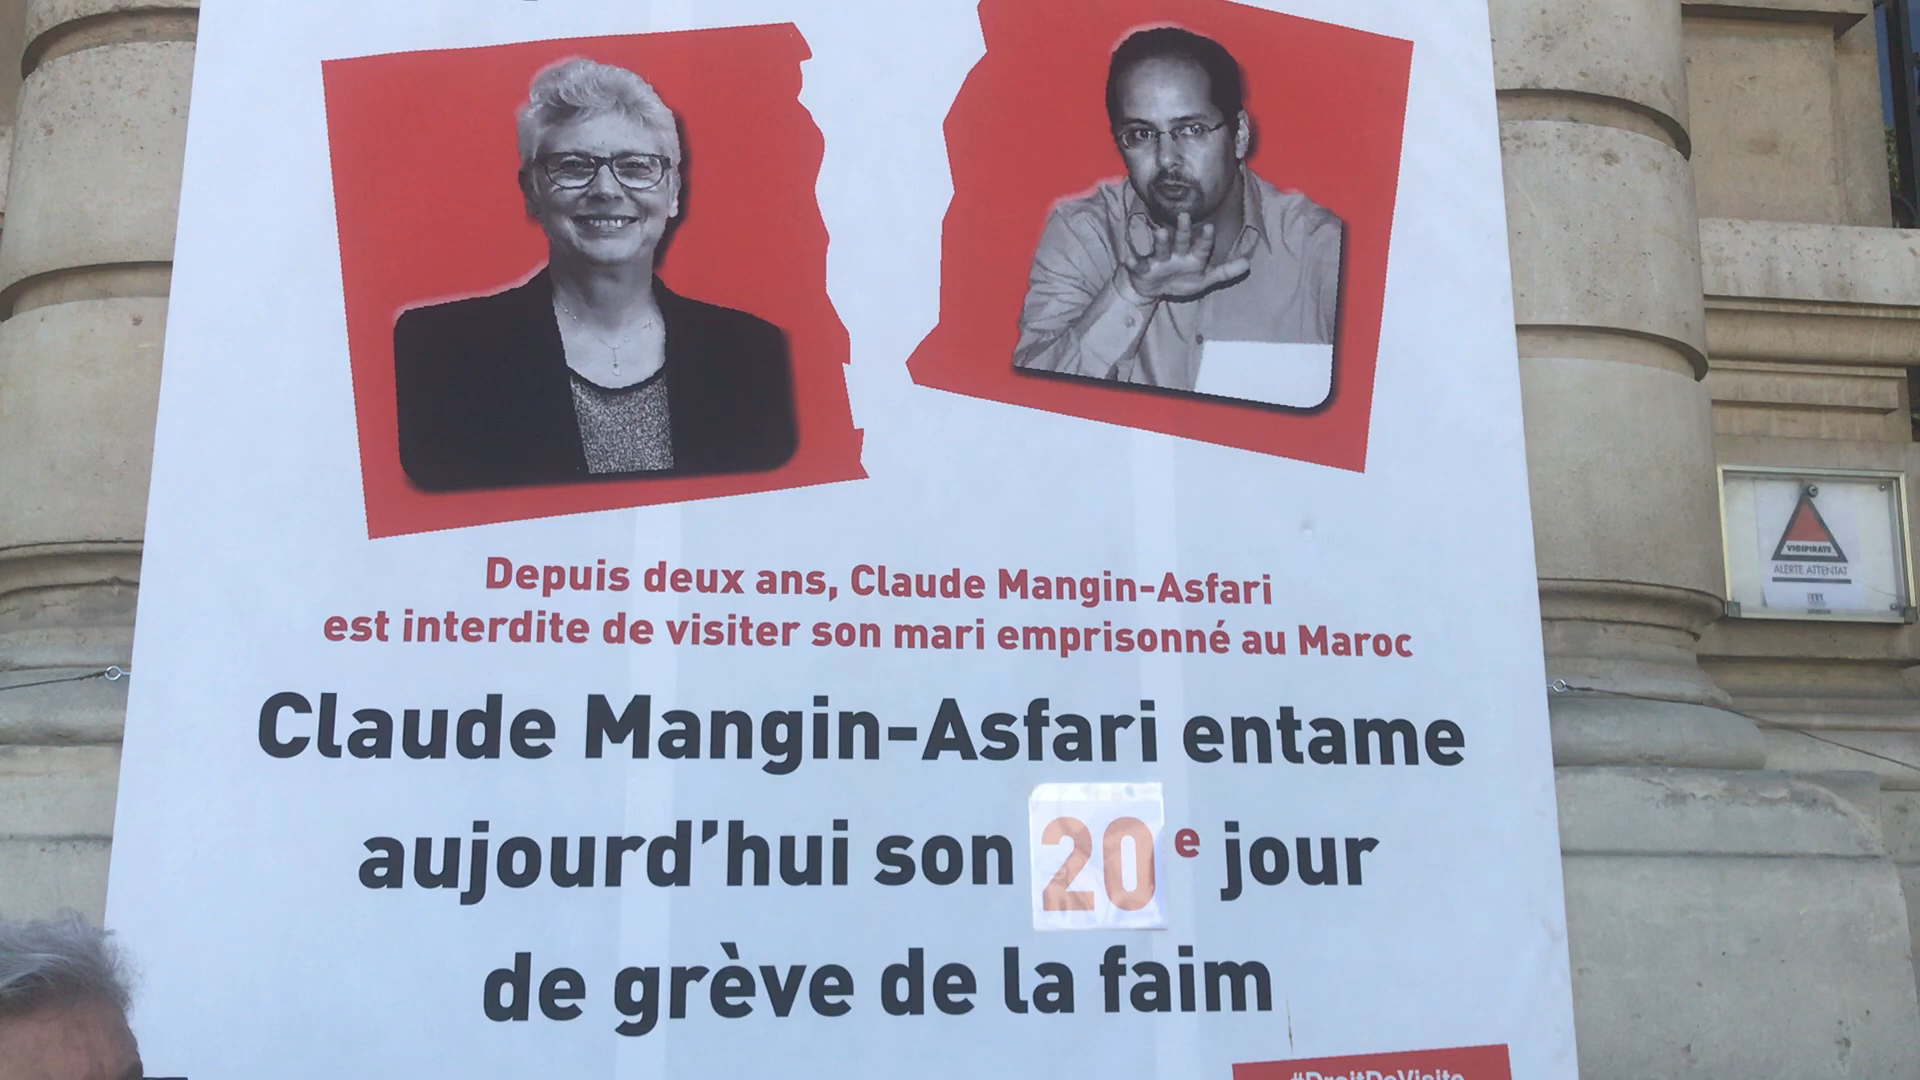 Depuis deux ans, Claude Mangin-Asfari
est interdite de visiter son mari emprisonné au Maroc
Claude Mangin-Asfari entame
aujourd'hui son 20e jour
de grève de la faim
#DroitDeVisite
VIGIPIRATE
ALERTE ATTENTAT